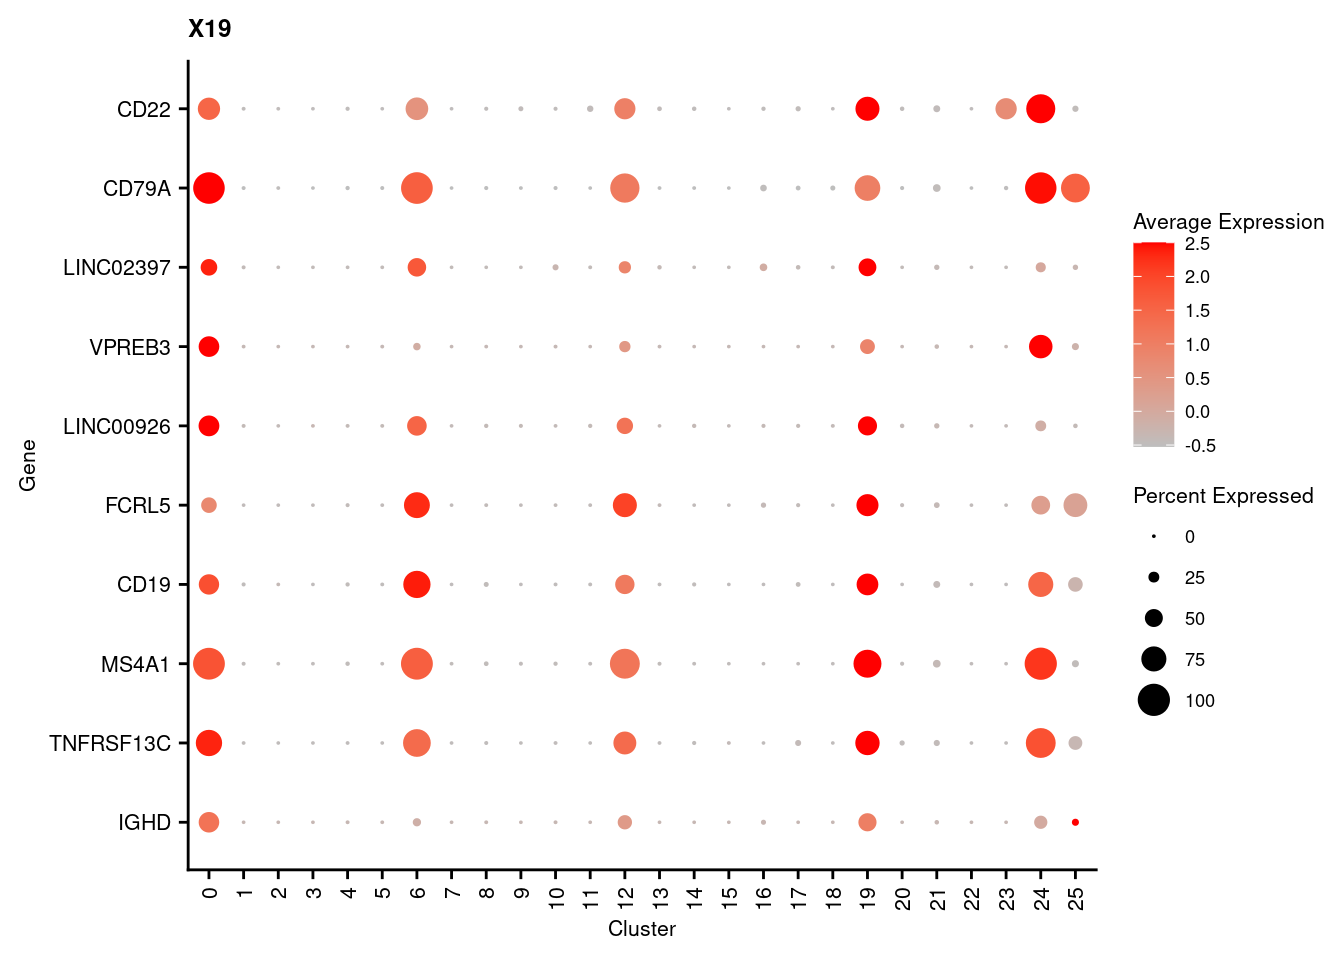 X19
CD22
CD79A
LINC02397
VPREB3
LINC00926
FCRL5
CD19
MS4A1
TNFRSF13C
IGHD
Gene
0 1 2 3 4 5 6 7 8 9 10 11 12 13 14 15 16 17 18 19 20 21 22 23 24 25
Cluster
Average Expression
2.5
2.0
1.5
1.0
0.5
0.0
-0.5
Percent Expressed
0
25
50
75
100